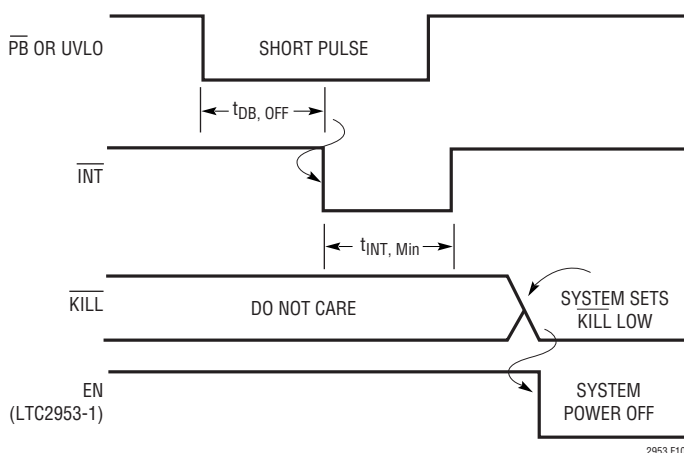 PB OR UVLO
SHORT PULSE
tDB, OFF
INT
tINT, Min
KILL
DO NOT CARE
SYSTEM SETS
KILL LOW
EN
(LTC2953-1)
SYSTEM
POWER OFF
2953 F10